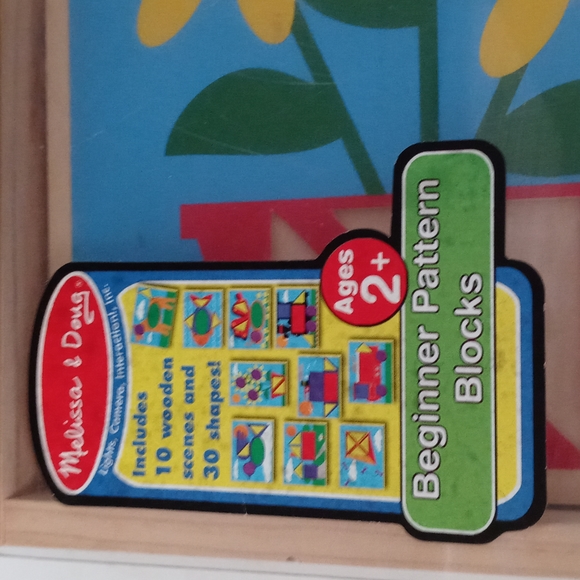 Melissa & Doug®
Lights, Camera, Interaction!, Inc.
Includes
10 wooden
scenes and
30 shapes!
Ages
2+
Beginner Pattern
Blocks